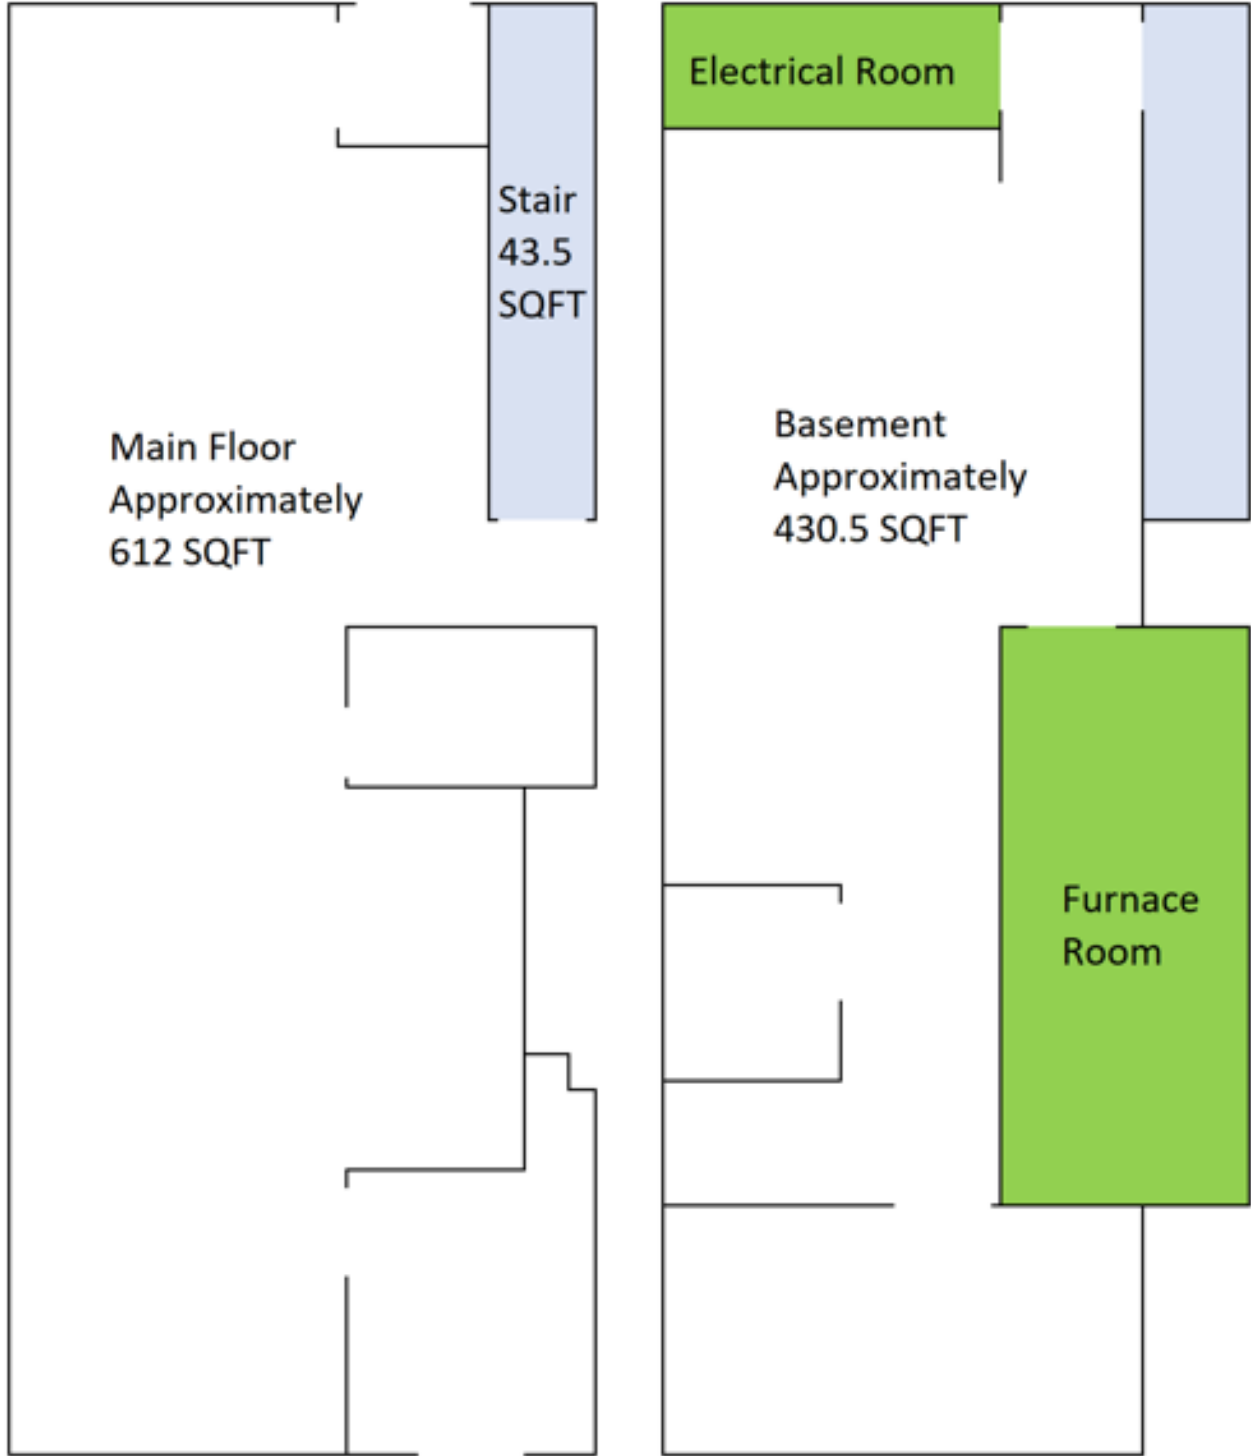 Stair
43.5
SQFT
Main Floor
Approximately
612 SQFT
Electrical Room
Basement
Approximately
430.5 SQFT
Furnace
Room